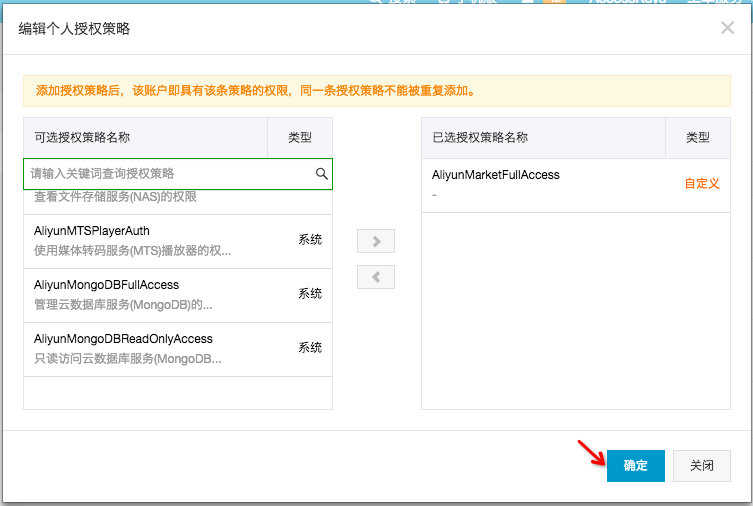 编辑个人授权策略
添加授权策略后，该账户即具有该条策略的权限，同一条授权策略不能被重复添加。
可选授权策略名称 类型
请输入关键词查询授权策略
查看文件存储服务(NAS)的权限
AliyunMTSPlayerAuth
使用媒体转码服务(MTS)播放器的权...
系统
AliyunMongoDBFullAccess
管理云数据库服务(MongoDB)的...
系统
AliyunMongoDBReadOnlyAccess
只读访问云数据库服务(MongoDB...
系统
已选授权策略名称 类型
AliyunMarketFullAccess
-
自定义
确定
关闭